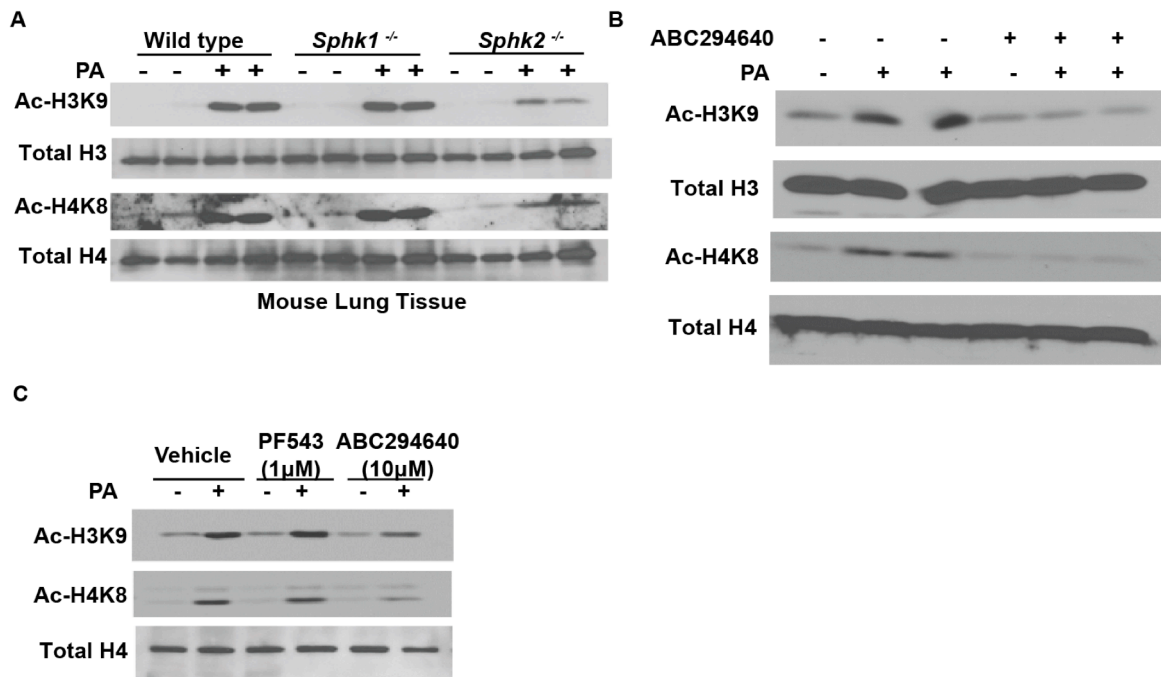 A
Wild type Sphk1 -/- Sphk2 -/-
PA - - + + - - + + - - + +
Ac-H3K9
Total H3
Ac-H4K8
Total H4
Mouse Lung Tissue
B
ABC294640 - - - + + +
PA - + + - + +
Ac-H3K9
Total H3
Ac-H4K8
Total H4
C
Vehicle PF543 (1µM) ABC294640 (10µM)
PA - + - + - +
Ac-H3K9
Ac-H4K8
Total H4